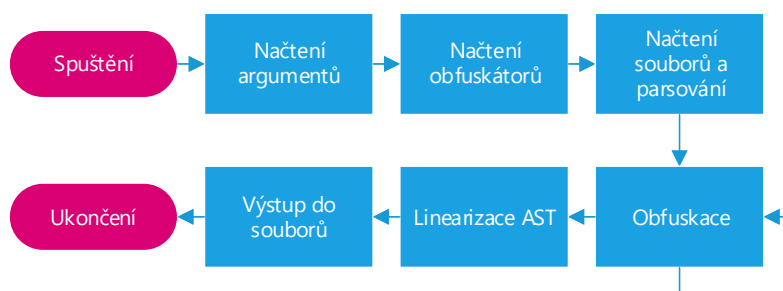 Spuštění
Načtení
argumentů
Načtení
obfuskátorů
Načtení
souborů a
parsování
Ukončení
Výstup do
souborů
Linearizace AST
Obfuskace